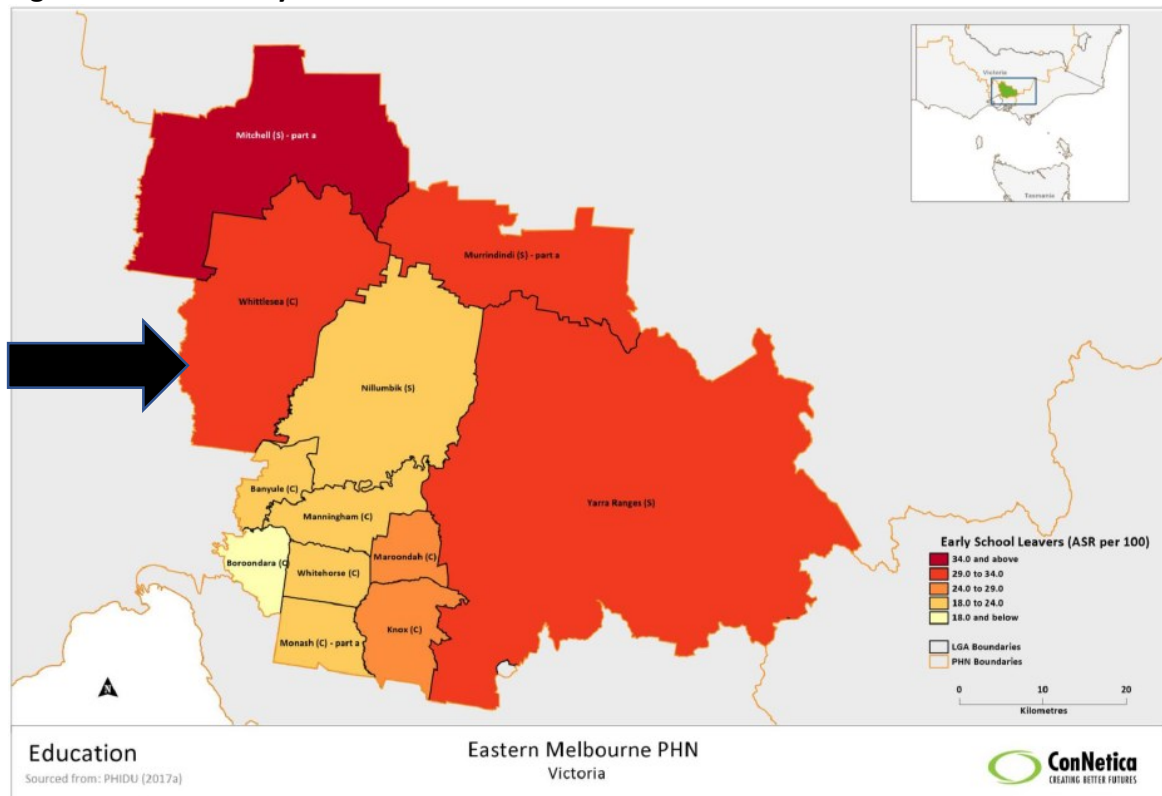 Victoria
Tasmania
Mitchell (S) - part a
Murrindindi (S) - part a
Whittlesea (C)
Nillumbik (S)
Banyule (C)
Manningham (C)
Yarra Ranges (S)
Boroondara (C)
Maroondah (C)
Whitehorse (C)
Knox (C)
Monash (C) - part a
Early School Leavers (ASR per 100)
34.0 and above
29.0 to 34.0
24.0 to 29.0
18.0 to 24.0
18.0 and below
LGA Boundaries
PHN Boundaries
0 10 20
Kilometres
N
Education
Sourced from: PHIDU (2017a)
Eastern Melbourne PHN
Victoria
ConNetica
CREATING BETTER FUTURES